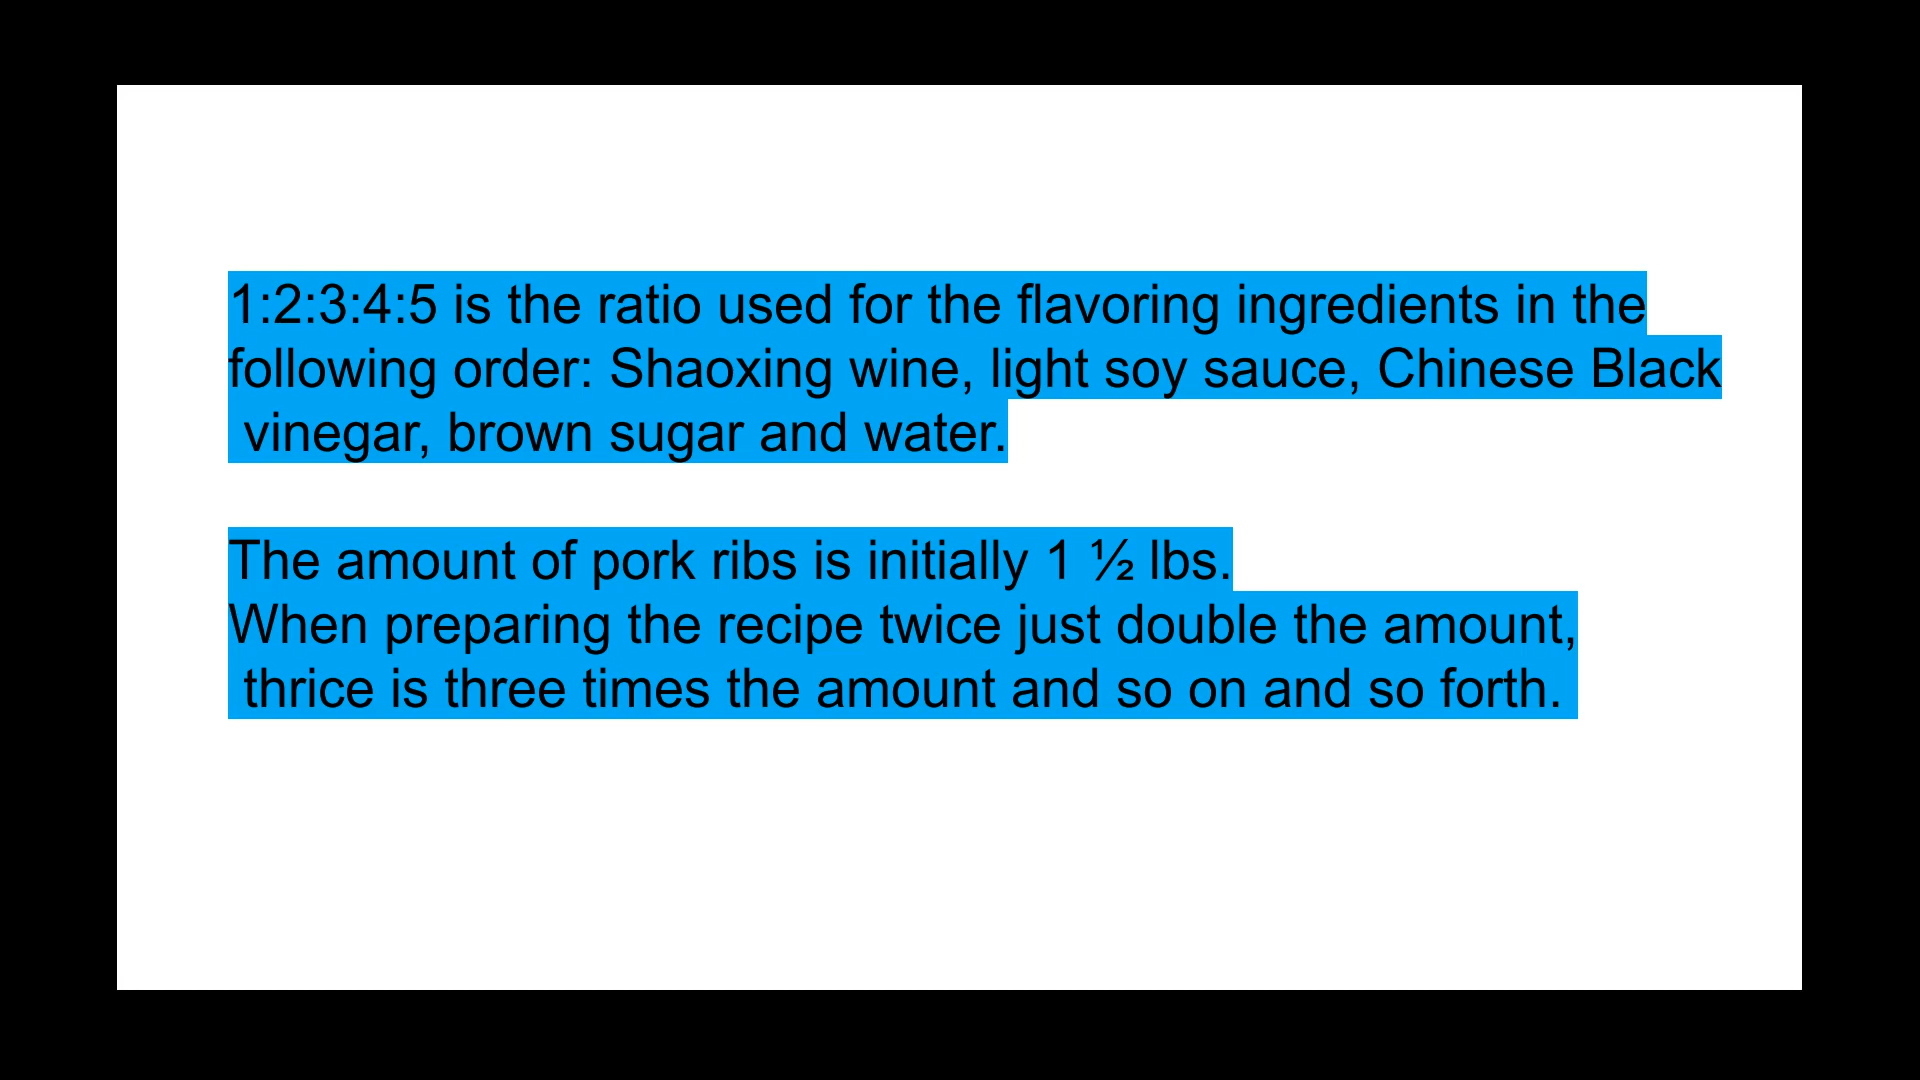 1:2:3:4:5 is the ratio used for the flavoring ingredients in the
following order: Shaoxing wine, light soy sauce, Chinese Black
vinegar, brown sugar and water.
The amount of pork ribs is initially 1 ½ lbs.
When preparing the recipe twice just double the amount,
thrice is three times the amount and so on and so forth.